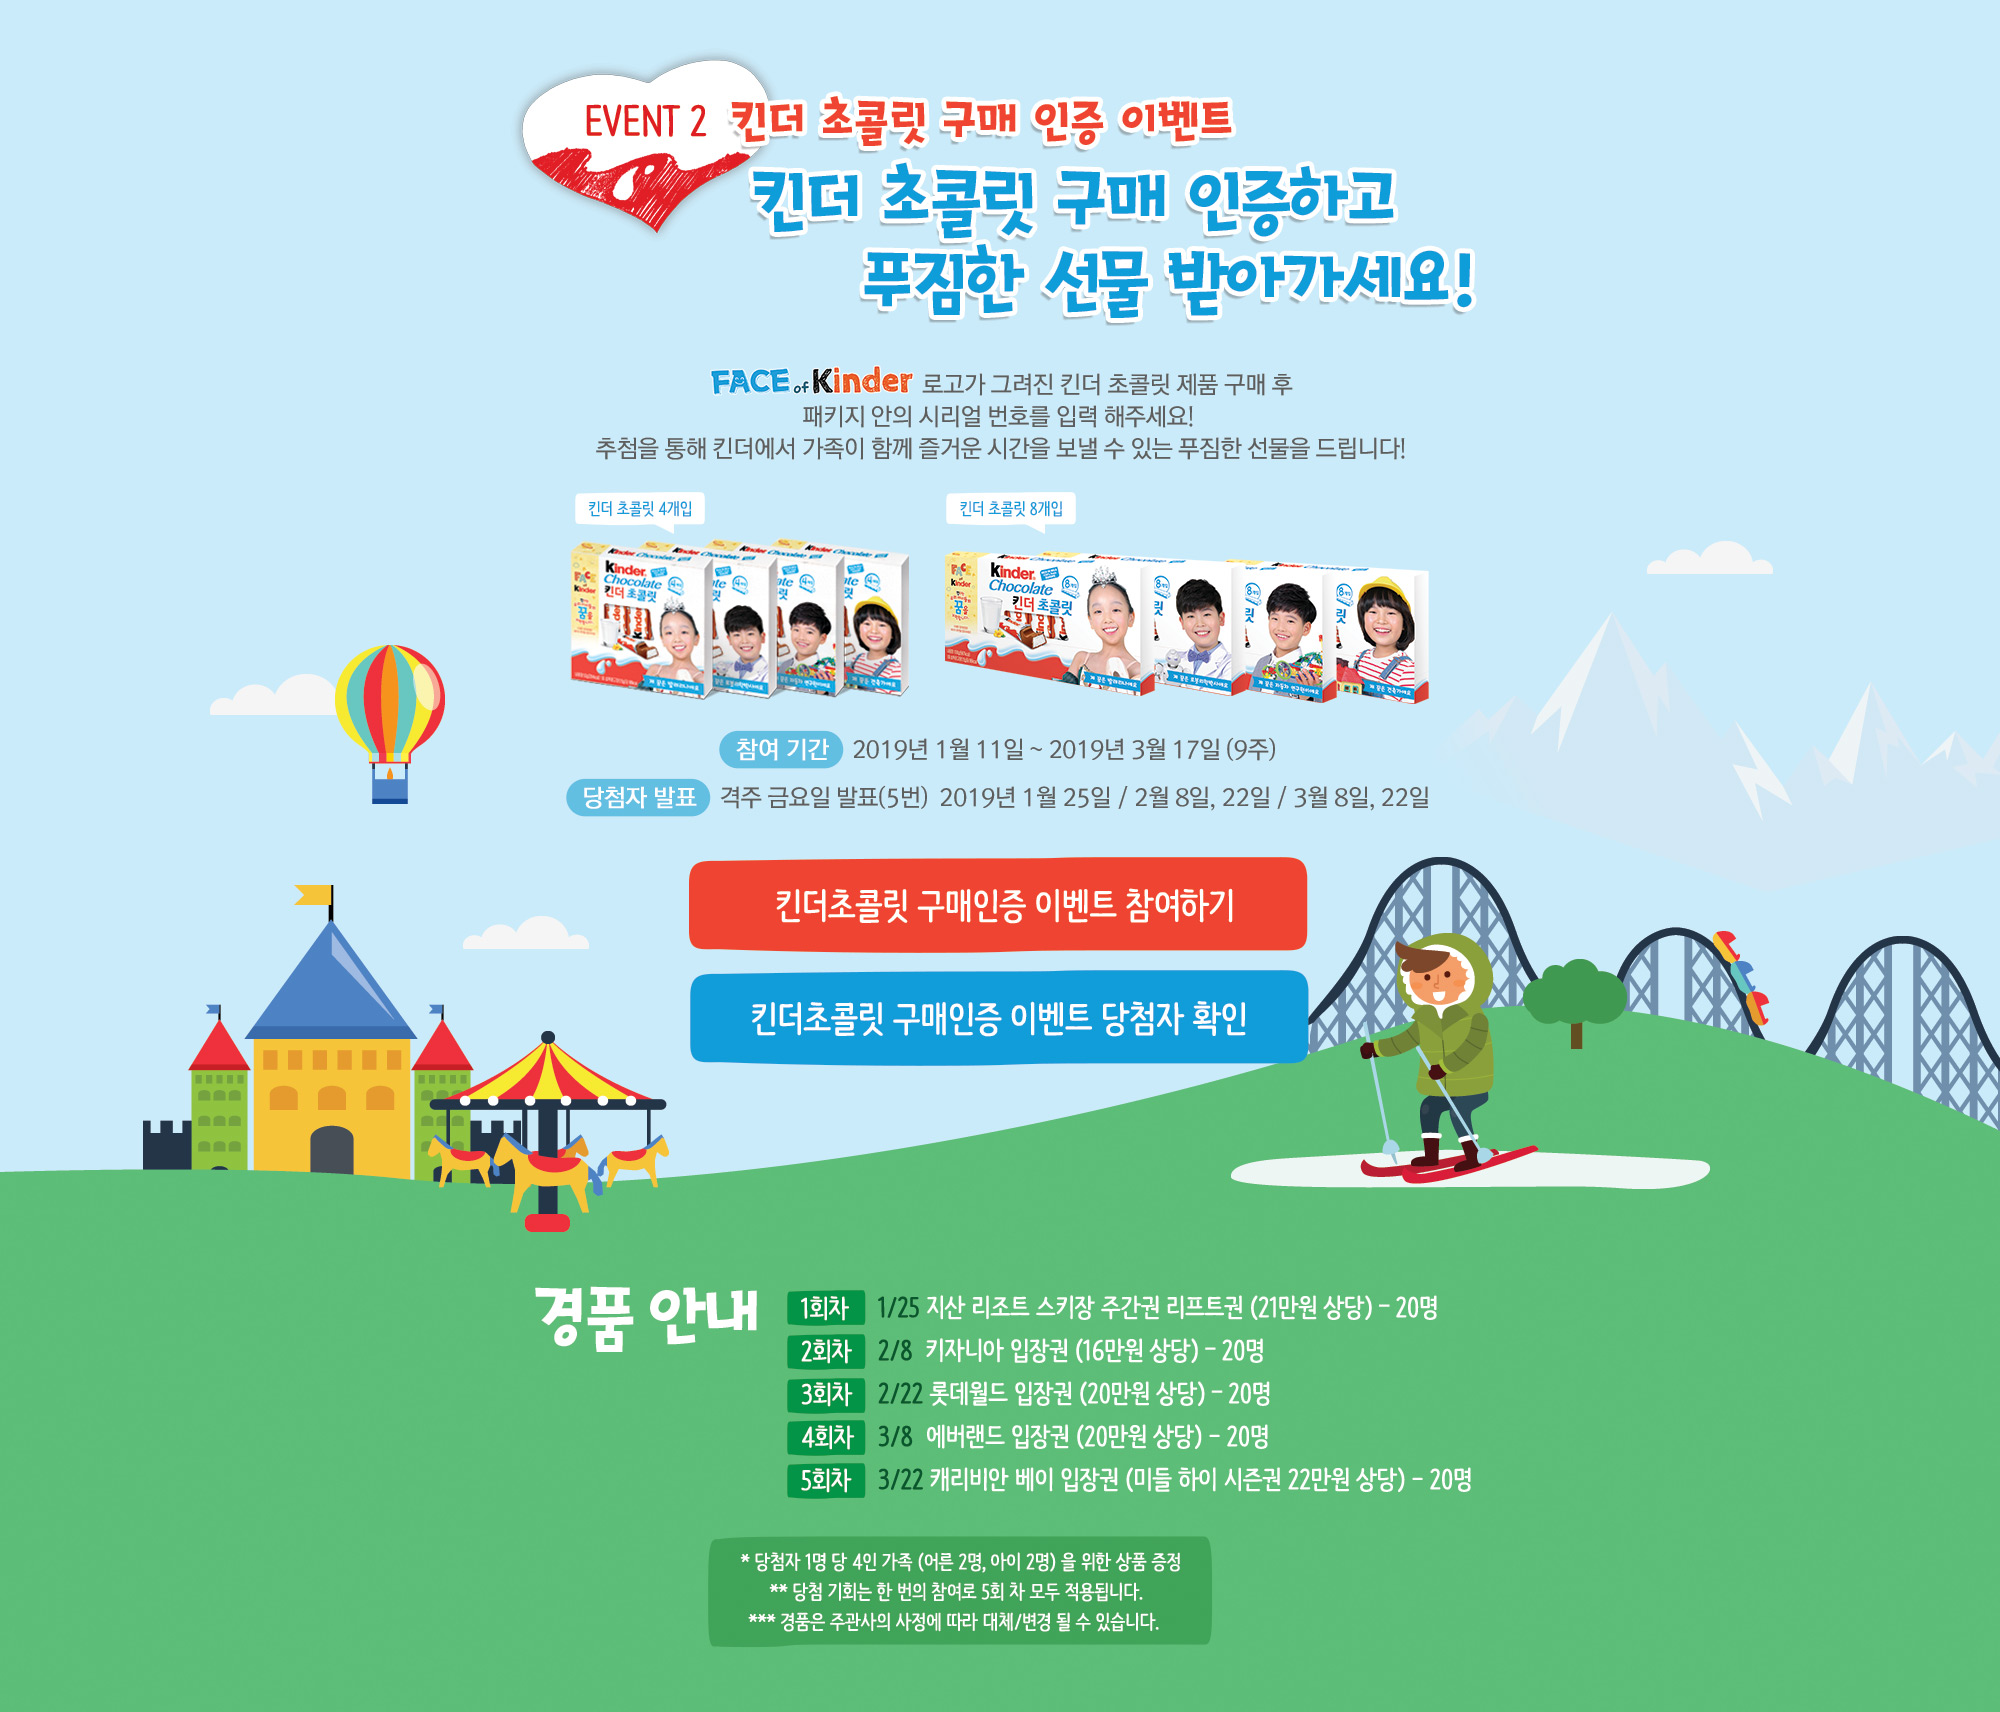 EVENT 2
킨더 초콜릿 구매 인증 이벤트
킨더 초콜릿 구매 인증하고
푸짐한 선물 받아가세요!
FACE of Kinder 로고가 그려진 킨더 초콜릿 제품 구매 후
패키지 안의 시리얼 번호를 입력 해주세요!
추첨을 통해 킨더에서 가족이 함께 즐거운 시간을 보낼 수 있는 푸짐한 선물을 드립니다!
킨더 초콜릿 4개입
킨더 초콜릿 8개입
Kinder
Chocolate
킨더 초콜릿
Kinder
Chocolate
킨더 초콜릿
참여 기간 2019년 1월 11일 ~ 2019년 3월 17일 (9주)
당첨자 발표 격주 금요일 발표(5번) 2019년 1월 25일 / 2월 8일, 22일 / 3월 8일, 22일
킨더초콜릿 구매인증 이벤트 참여하기
킨더초콜릿 구매인증 이벤트 당첨자 확인
경품 안내
1회차 1/25 지산 리조트 스키장 주간권 리프트권 (21만원 상당) - 20명
2회차 2/8 키자니아 입장권 (16만원 상당) - 20명
3회차 2/22 롯데월드 입장권 (20만원 상당) - 20명
4회차 3/8 에버랜드 입장권 (20만원 상당) - 20명
5회차 3/22 캐리비안 베이 입장권 (미들 하이 시즌권 22만원 상당) - 20명
* 당첨자 1명 당 4인 가족 (어른 2명, 아이 2명) 을 위한 상품 증정
** 당첨 기회는 한 번의 참여로 5회 차 모두 적용됩니다.
*** 경품은 주관사의 사정에 따라 대체/변경 될 수 있습니다.